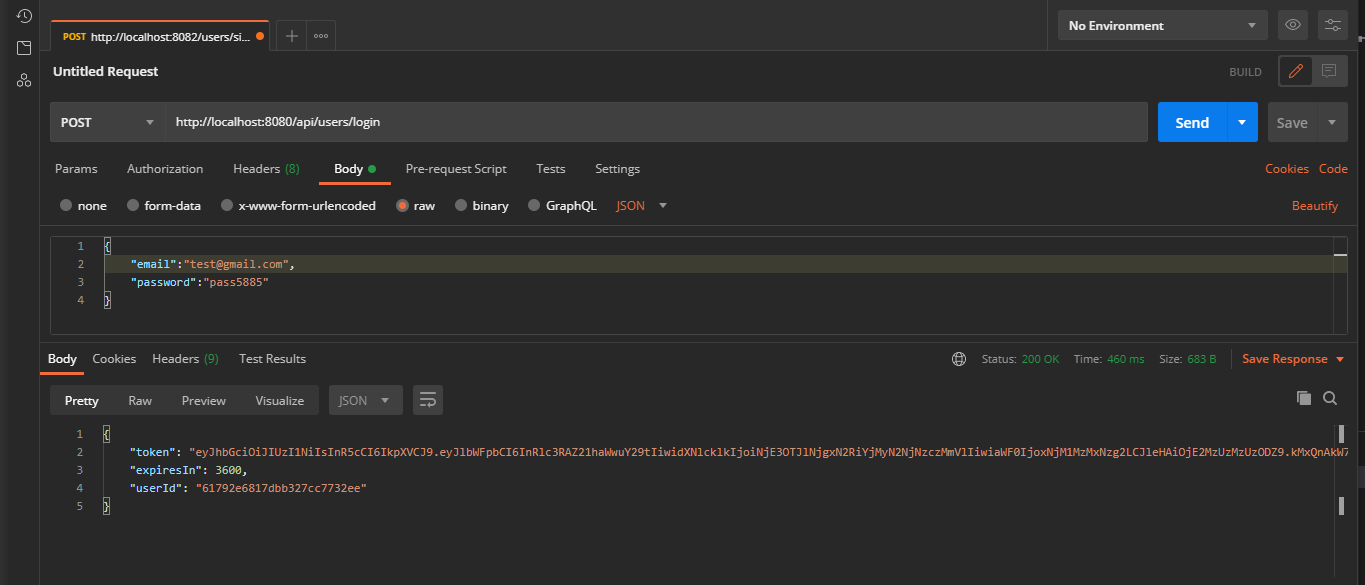 POST http://localhost:8082/users/si...
No Environment
Untitled Request
BUILD
POST http://localhost:8080/api/users/login Send Save
Params Authorization Headers (8) Body Pre-request Script Tests Settings Cookies Code
none form-data x-www-form-urlencoded raw binary GraphQL JSON Beautify
1 {
2 "email":"test@gmail.com",
3 "password":"pass5885"
4 }
Body Cookies Headers (9) Test Results Status: 200 OK Time: 460 ms Size: 683 B Save Response
Pretty Raw Preview Visualize JSON
1 {
2 "token": "eyJhbGciOiJIUzI1NiIsInR5cCI6IkpXVCJ9.eyJlbWFpbCI6InRlc3RAZ21haWwuY29tIiwidXNlcklkIjoiNjE3OTJlNjgxN2RiYjMyN2NjNzczMmVlIiwiaWF0IjoxNjM1MzMxNzg2LCJleHAiOjE2MzUzMzUzODZ9.kMxQnAkW7
3 "expiresIn": 3600,
4 "userId": "61792e6817dbb327cc7732ee"
5 }